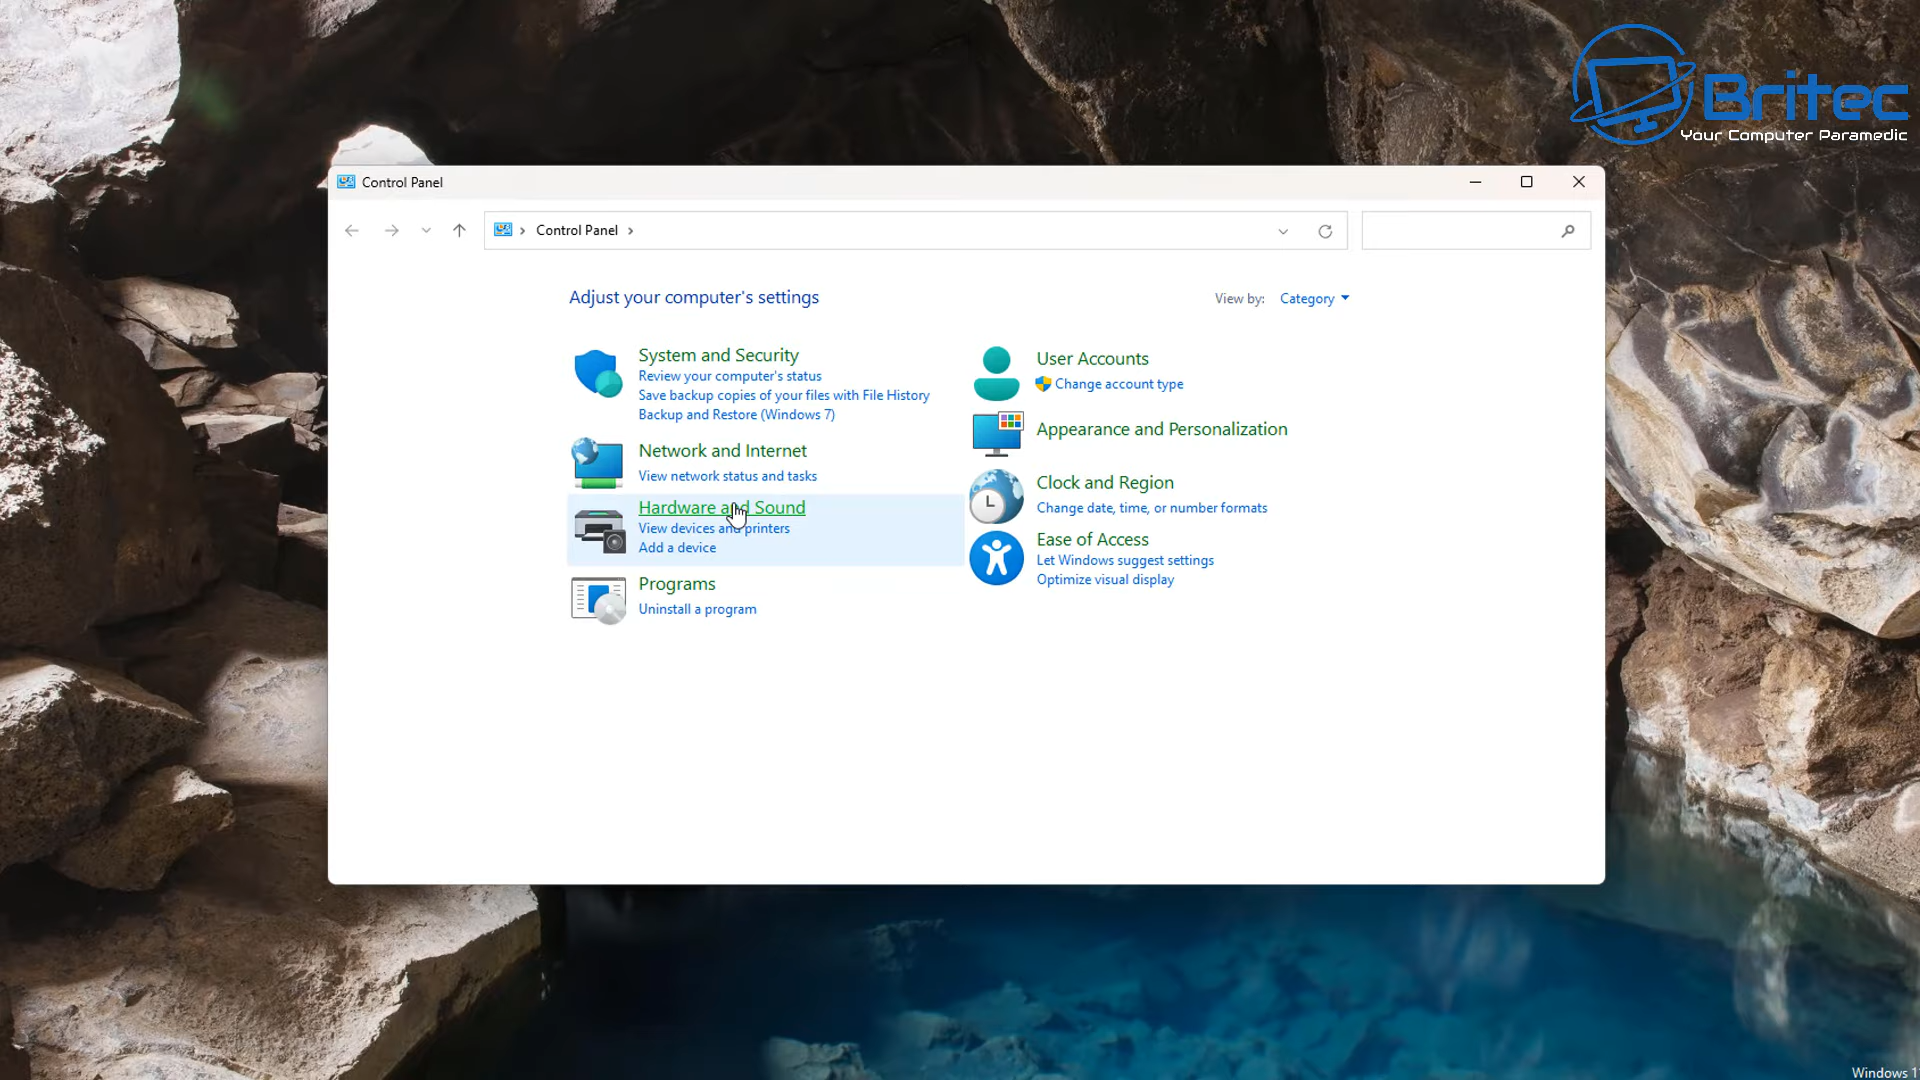 Britec
Your Computer Paramedic
Control Panel
Control Panel
Adjust your computer's settings
View by: Category
System and Security
Review your computer's status
Save backup copies of your files with File History
Backup and Restore (Windows 7)
Network and Internet
View network status and tasks
Hardware and Sound
View devices and printers
Add a device
Programs
Uninstall a program
User Accounts
Change account type
Appearance and Personalization
Clock and Region
Change date, time, or number formats
Ease of Access
Let Windows suggest settings
Optimize visual display
Windows 1